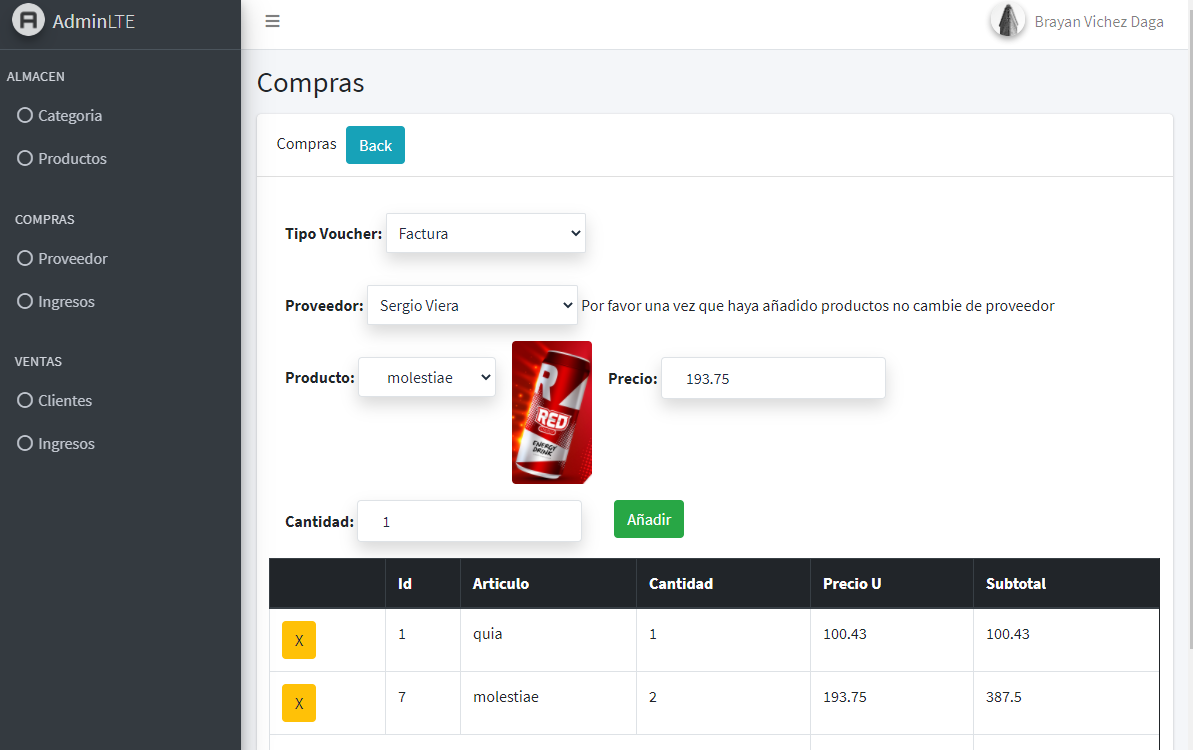 AdminLTE
Brayan Vichez Daga
ALMACEN
Categoria
Productos
COMPRAS
Proveedor
Ingresos
VENTAS
Clientes
Ingresos
Compras
Compras Back
Tipo Voucher: Factura
Proveedor: Sergio Viera Por favor una vez que haya añadido productos no cambie de proveedor
Producto: molestiae
R
RED
ENERGY
DRINK
Precio: 193.75
Cantidad: 1 Añadir
Id Articulo Cantidad Precio U Subtotal
X 1 quia 1 100.43 100.43
X 7 molestiae 2 193.75 387.5